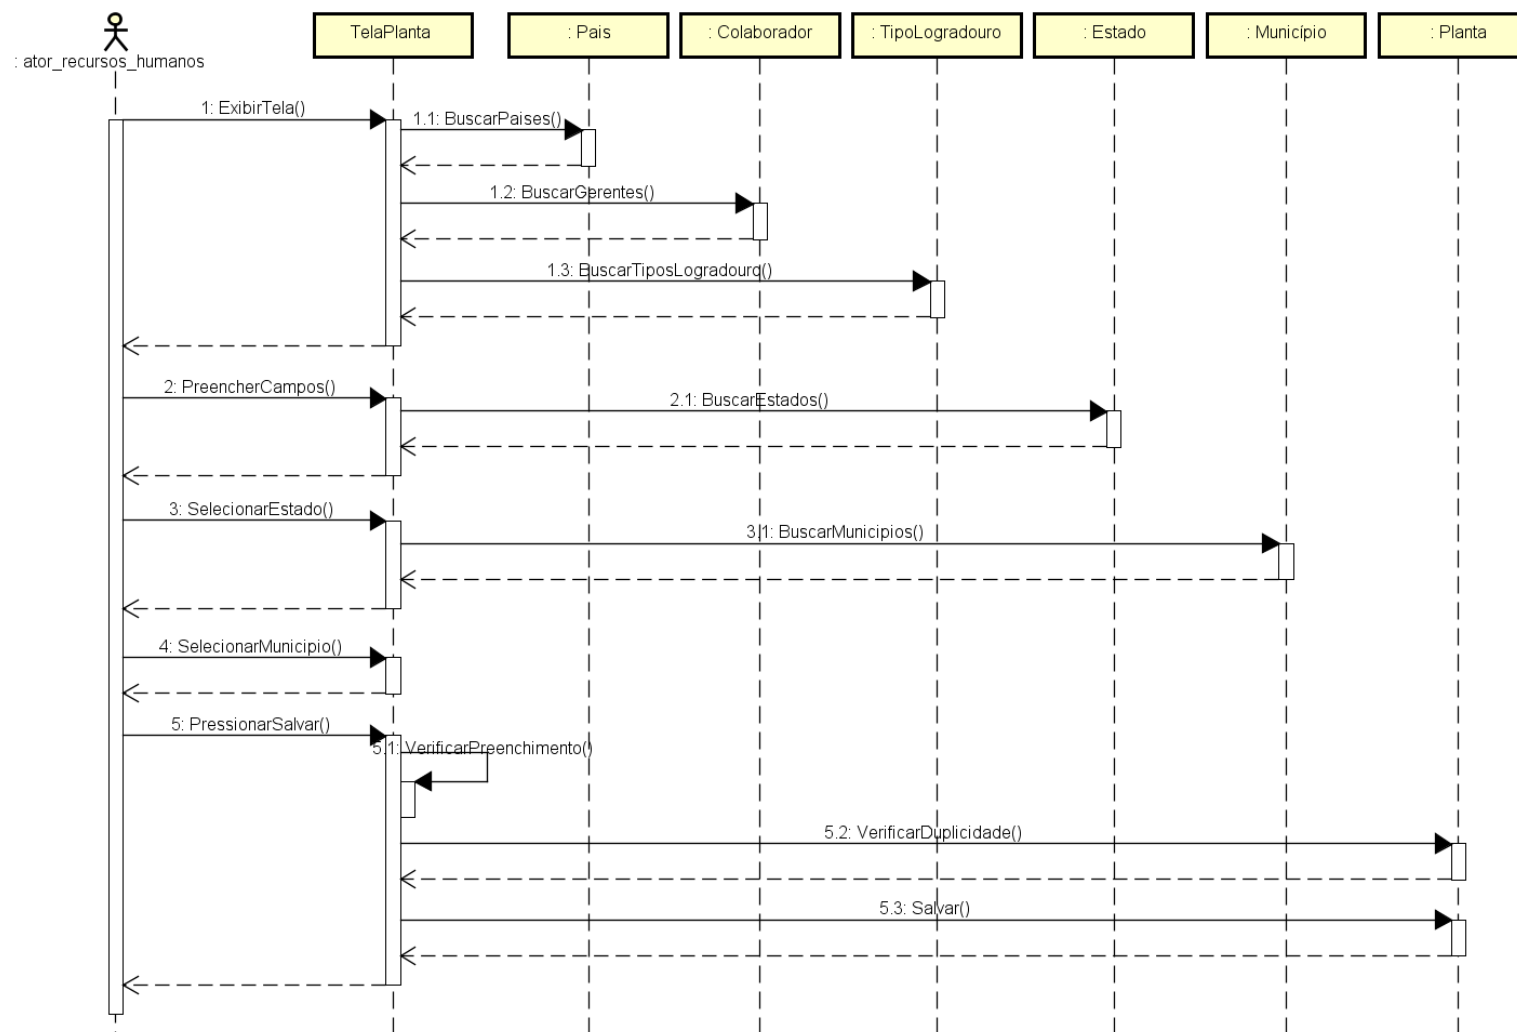 TelaPlanta
: Pais
: Colaborador
: TipoLogradouro
: Estado
: Município
: Planta
: ator_recursos_humanos
1: ExibirTela()
1.1: BuscarPaises()
1.2: BuscarGerentes()
1.3: BuscarTiposLogradouro()
2: PreencherCampos()
2.1: BuscarEstados()
3: SelecionarEstado()
3.1: BuscarMunicipios()
4: SelecionarMunicipio()
5: PressionarSalvar()
5.1: VerificarPreenchimento()
5.2: VerificarDuplicidade()
5.3: Salvar()